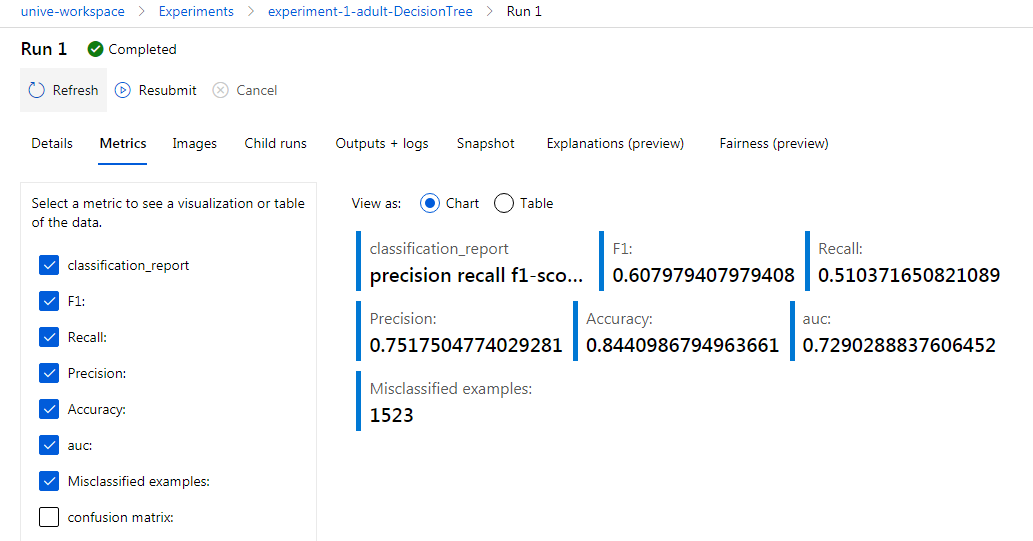 unive-workspace > Experiments > experiment-1-adult-DecisionTree > Run 1
Run 1 Completed
Refresh Resubmit Cancel
Details Metrics Images Child runs Outputs + logs Snapshot Explanations (preview) Fairness (preview)
Select a metric to see a visualization or table
of the data.
classification_report
F1:
Recall:
Precision:
Accuracy:
auc:
Misclassified examples:
confusion matrix:
View as: Chart Table
classification_report
precision recall f1-sco...
F1:
0.607979407979408
Recall:
0.510371650821089
Precision:
0.7517504774029281
Accuracy:
0.8440986794963661
auc:
0.7290288837606452
Misclassified examples:
1523